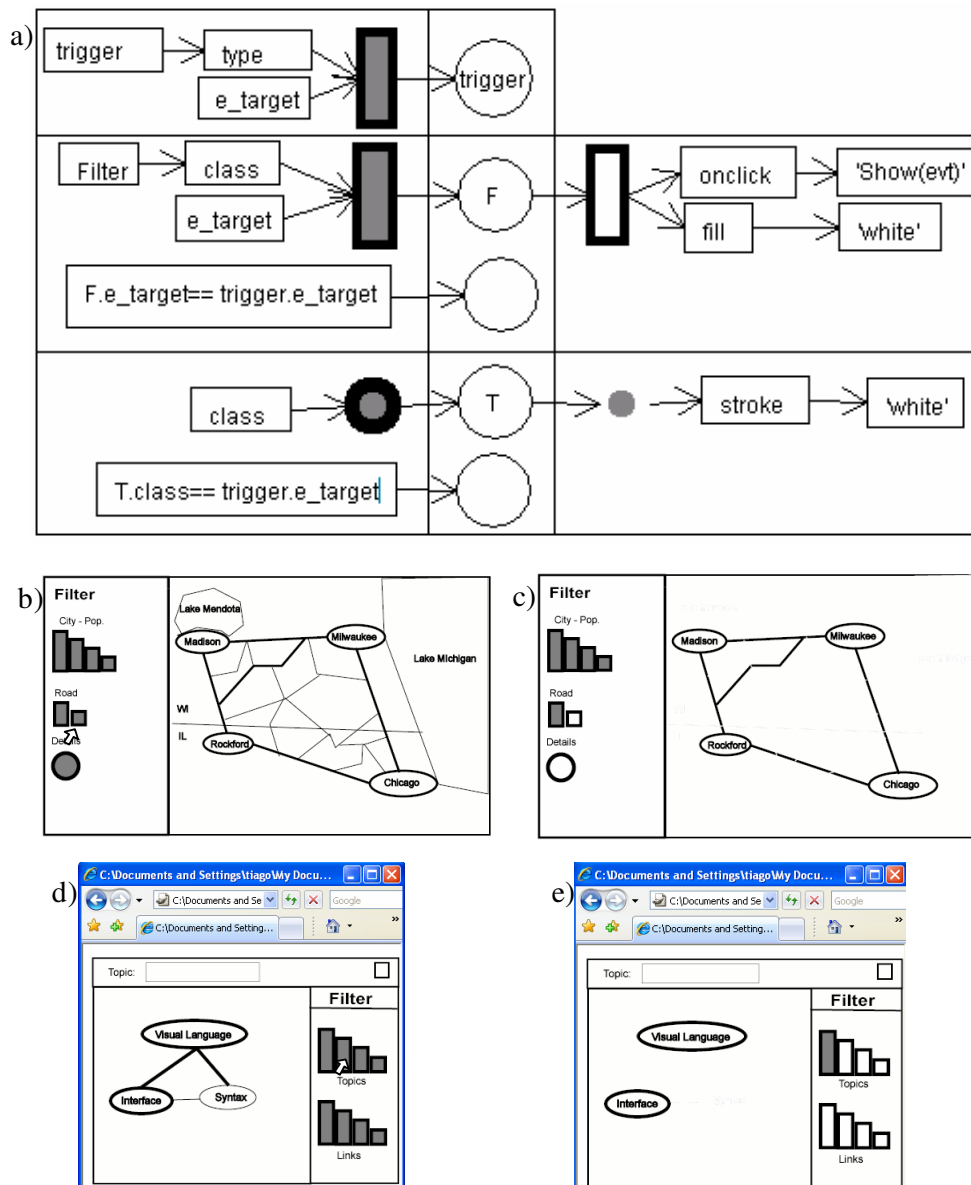 a)
trigger
type
e_target
trigger
Filter
class
e_target
F
onclick
'Show(evt)'
fill
'white'
F.e_target== trigger.e_target
class
T
stroke
'white'
T.class== trigger.e_target
b)
Filter
City - Pop.
Road
Details
Lake Mendota
Madison
Milwaukee
Lake Michigan
WI
IL
Rockford
Chicago
c)
Filter
City - Pop.
Road
Details
Madison
Milwaukee
Rockford
Chicago
d)
C:\Documents and Settings\tiago\My Docu...
C:\Documents and Se
Google
C:\Documents and Setting...
»
Topic:
Filter
Visual Language
Interface
Syntax
Topics
Links
e)
C:\Documents and Settings\tiago\My Docu...
C:\Documents and Se
Google
C:\Documents and Setting...
»
Topic:
Filter
Visual Language
Interface
Topics
Links